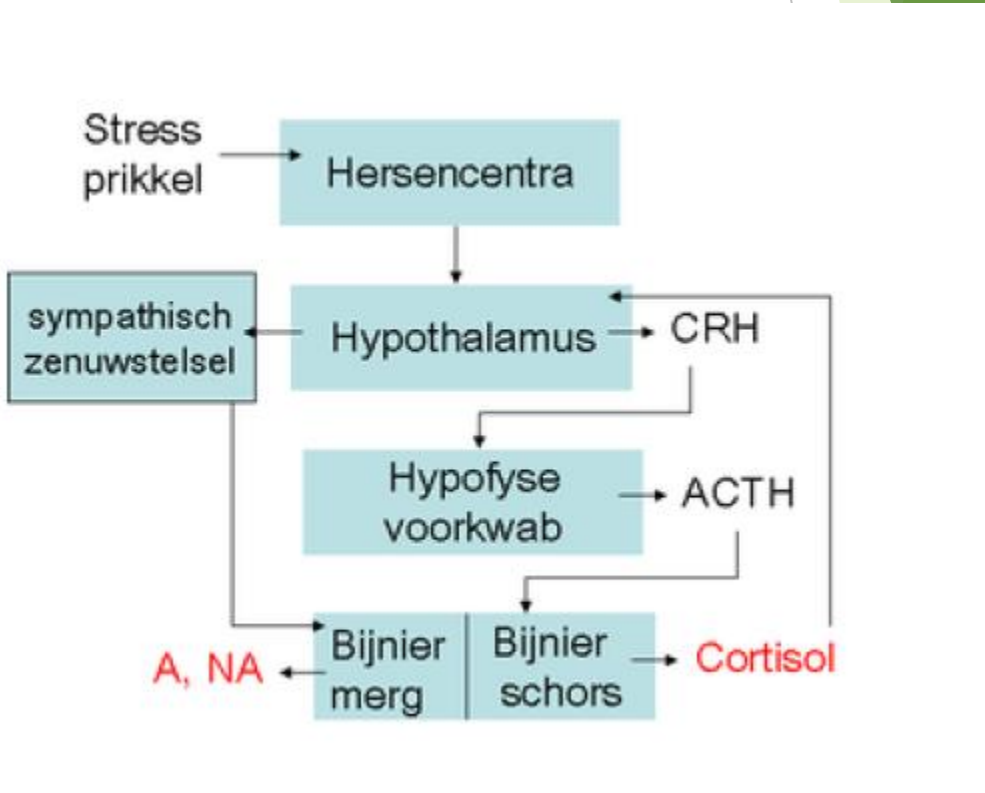 Stress
prikkel
Hersencentra
sympathisch
zenuwstelsel
Hypothalamus
CRH
Hypofyse
voorkwab
ACTH
A, NA
Bijnier
merg
Bijnier
schors
Cortisol